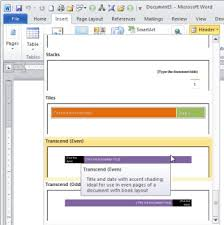 Document3 - Microsoft Word
File
Home
Insert
Page Layout
References
Mailings
Review
View
Pages
Tables
SmartArt
Header
Stacks
[Type the document title]
Tiles
Transcend (Even)
Transcend (Even)
Title and date with accent shading;
ideal for use in even pages of a
document with book layout
Transcend (Odd)